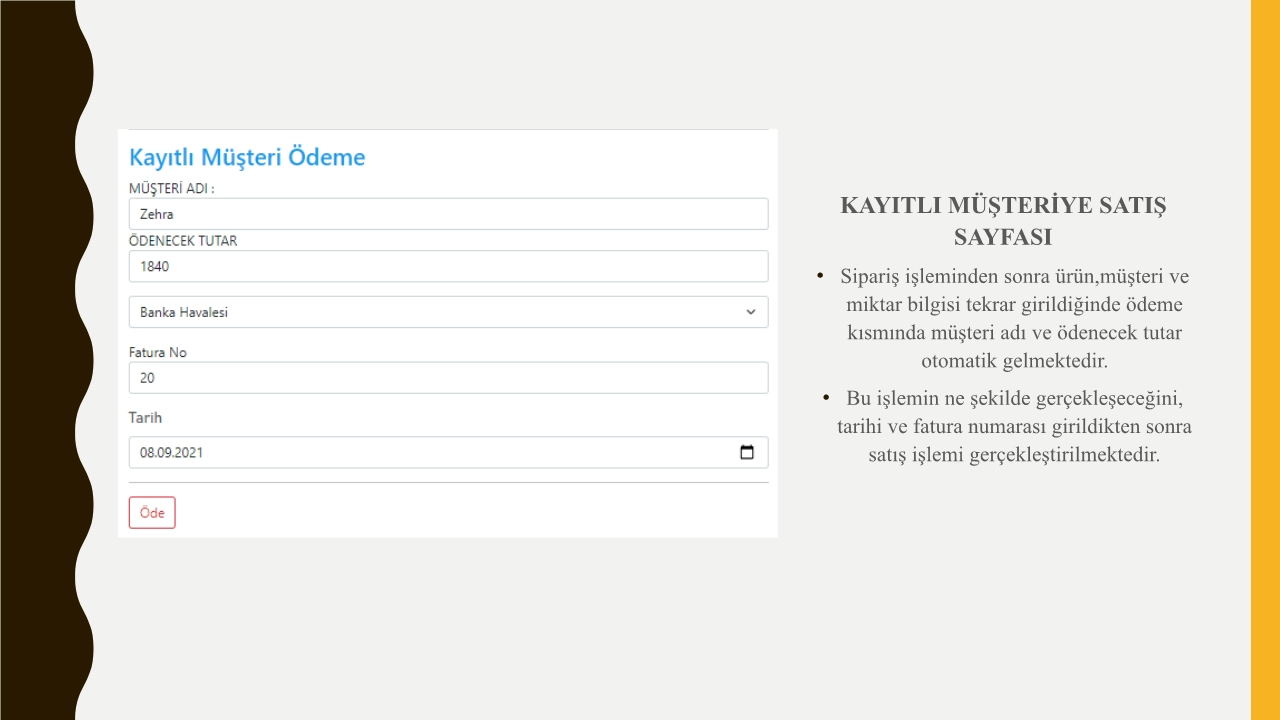 Kayıtlı Müşteri Ödeme
MÜŞTERİ ADI :
Zehra
ÖDENECEK TUTAR
1840
Banka Havalesi
Fatura No
20
Tarih
08.09.2021
Öde
KAYITLI MÜŞTERİYE SATIŞ
SAYFASI
• Sipariş işleminden sonra ürün,müşteri ve
miktar bilgisi tekrar girildiğinde ödeme
kısmında müşteri adı ve ödenecek tutar
otomatik gelmektedir.
• Bu işlemin ne şekilde gerçekleşeceğini,
tarihi ve fatura numarası girildikten sonra
satış işlemi gerçekleştirilmektedir.